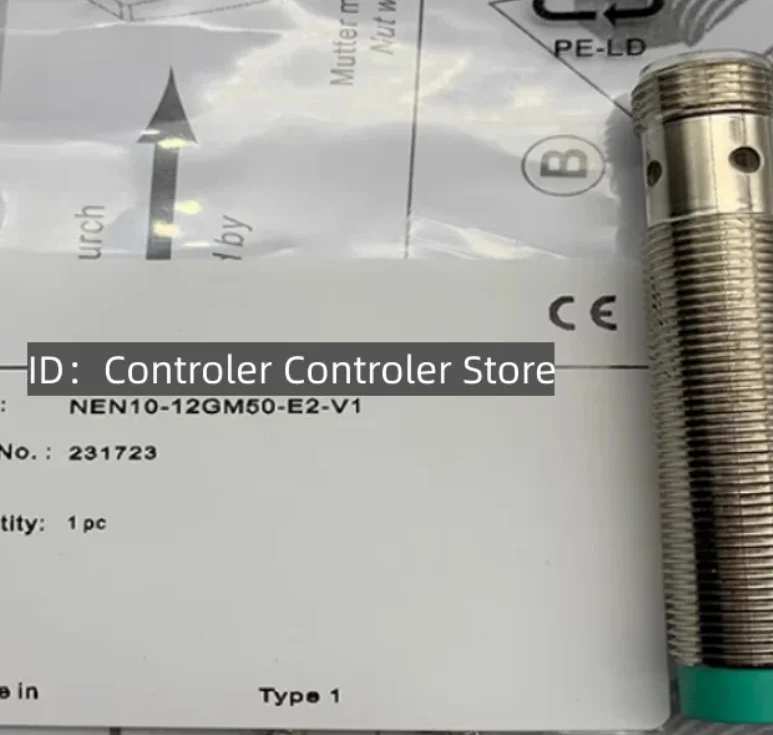 Mutter m
Nut w
PE-LD
B
urch
d by
CE
ID：Controler Controler Store
: NEN10-12GM50-E2-V1
No. : 231723
tity: 1 pc
e in
Type 1